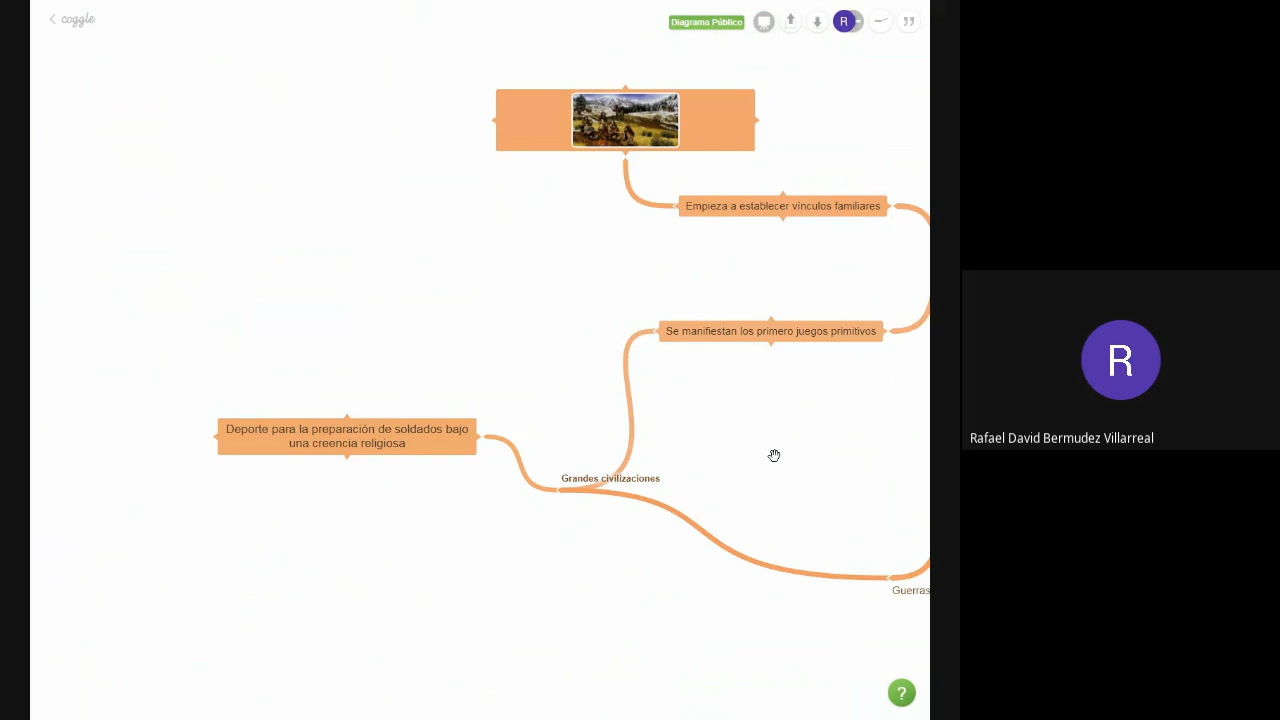 coggle
Diagrama Público
R
Empieza a establecer vínculos familiares
Se manifiestan los primero juegos primitivos
Deporte para la preparación de soldados bajo
una creencia religiosa
Grandes civilizaciones
Guerras
?
R
Rafael David Bermudez Villarreal